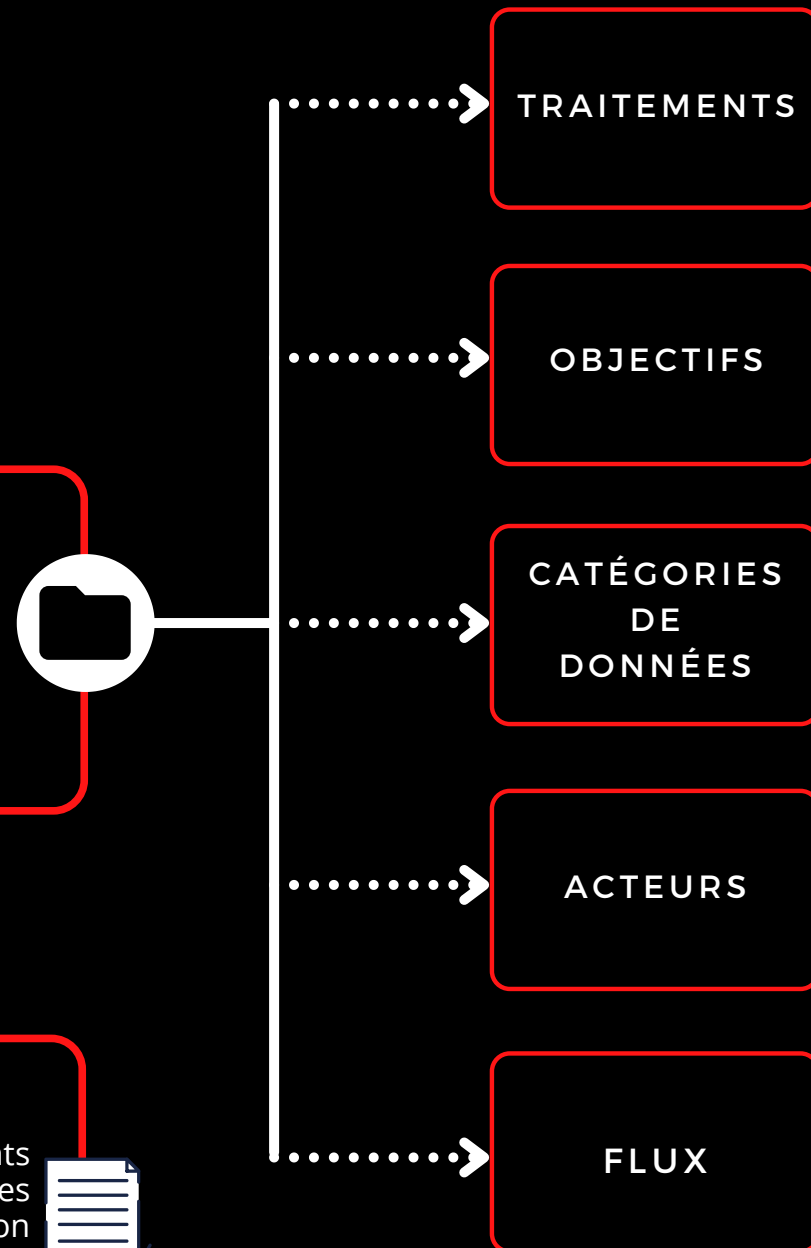 TRAITEMENTS
OBJECTIFS
CATÉGORIES
DE
DONNÉES
ACTEURS
FLUX